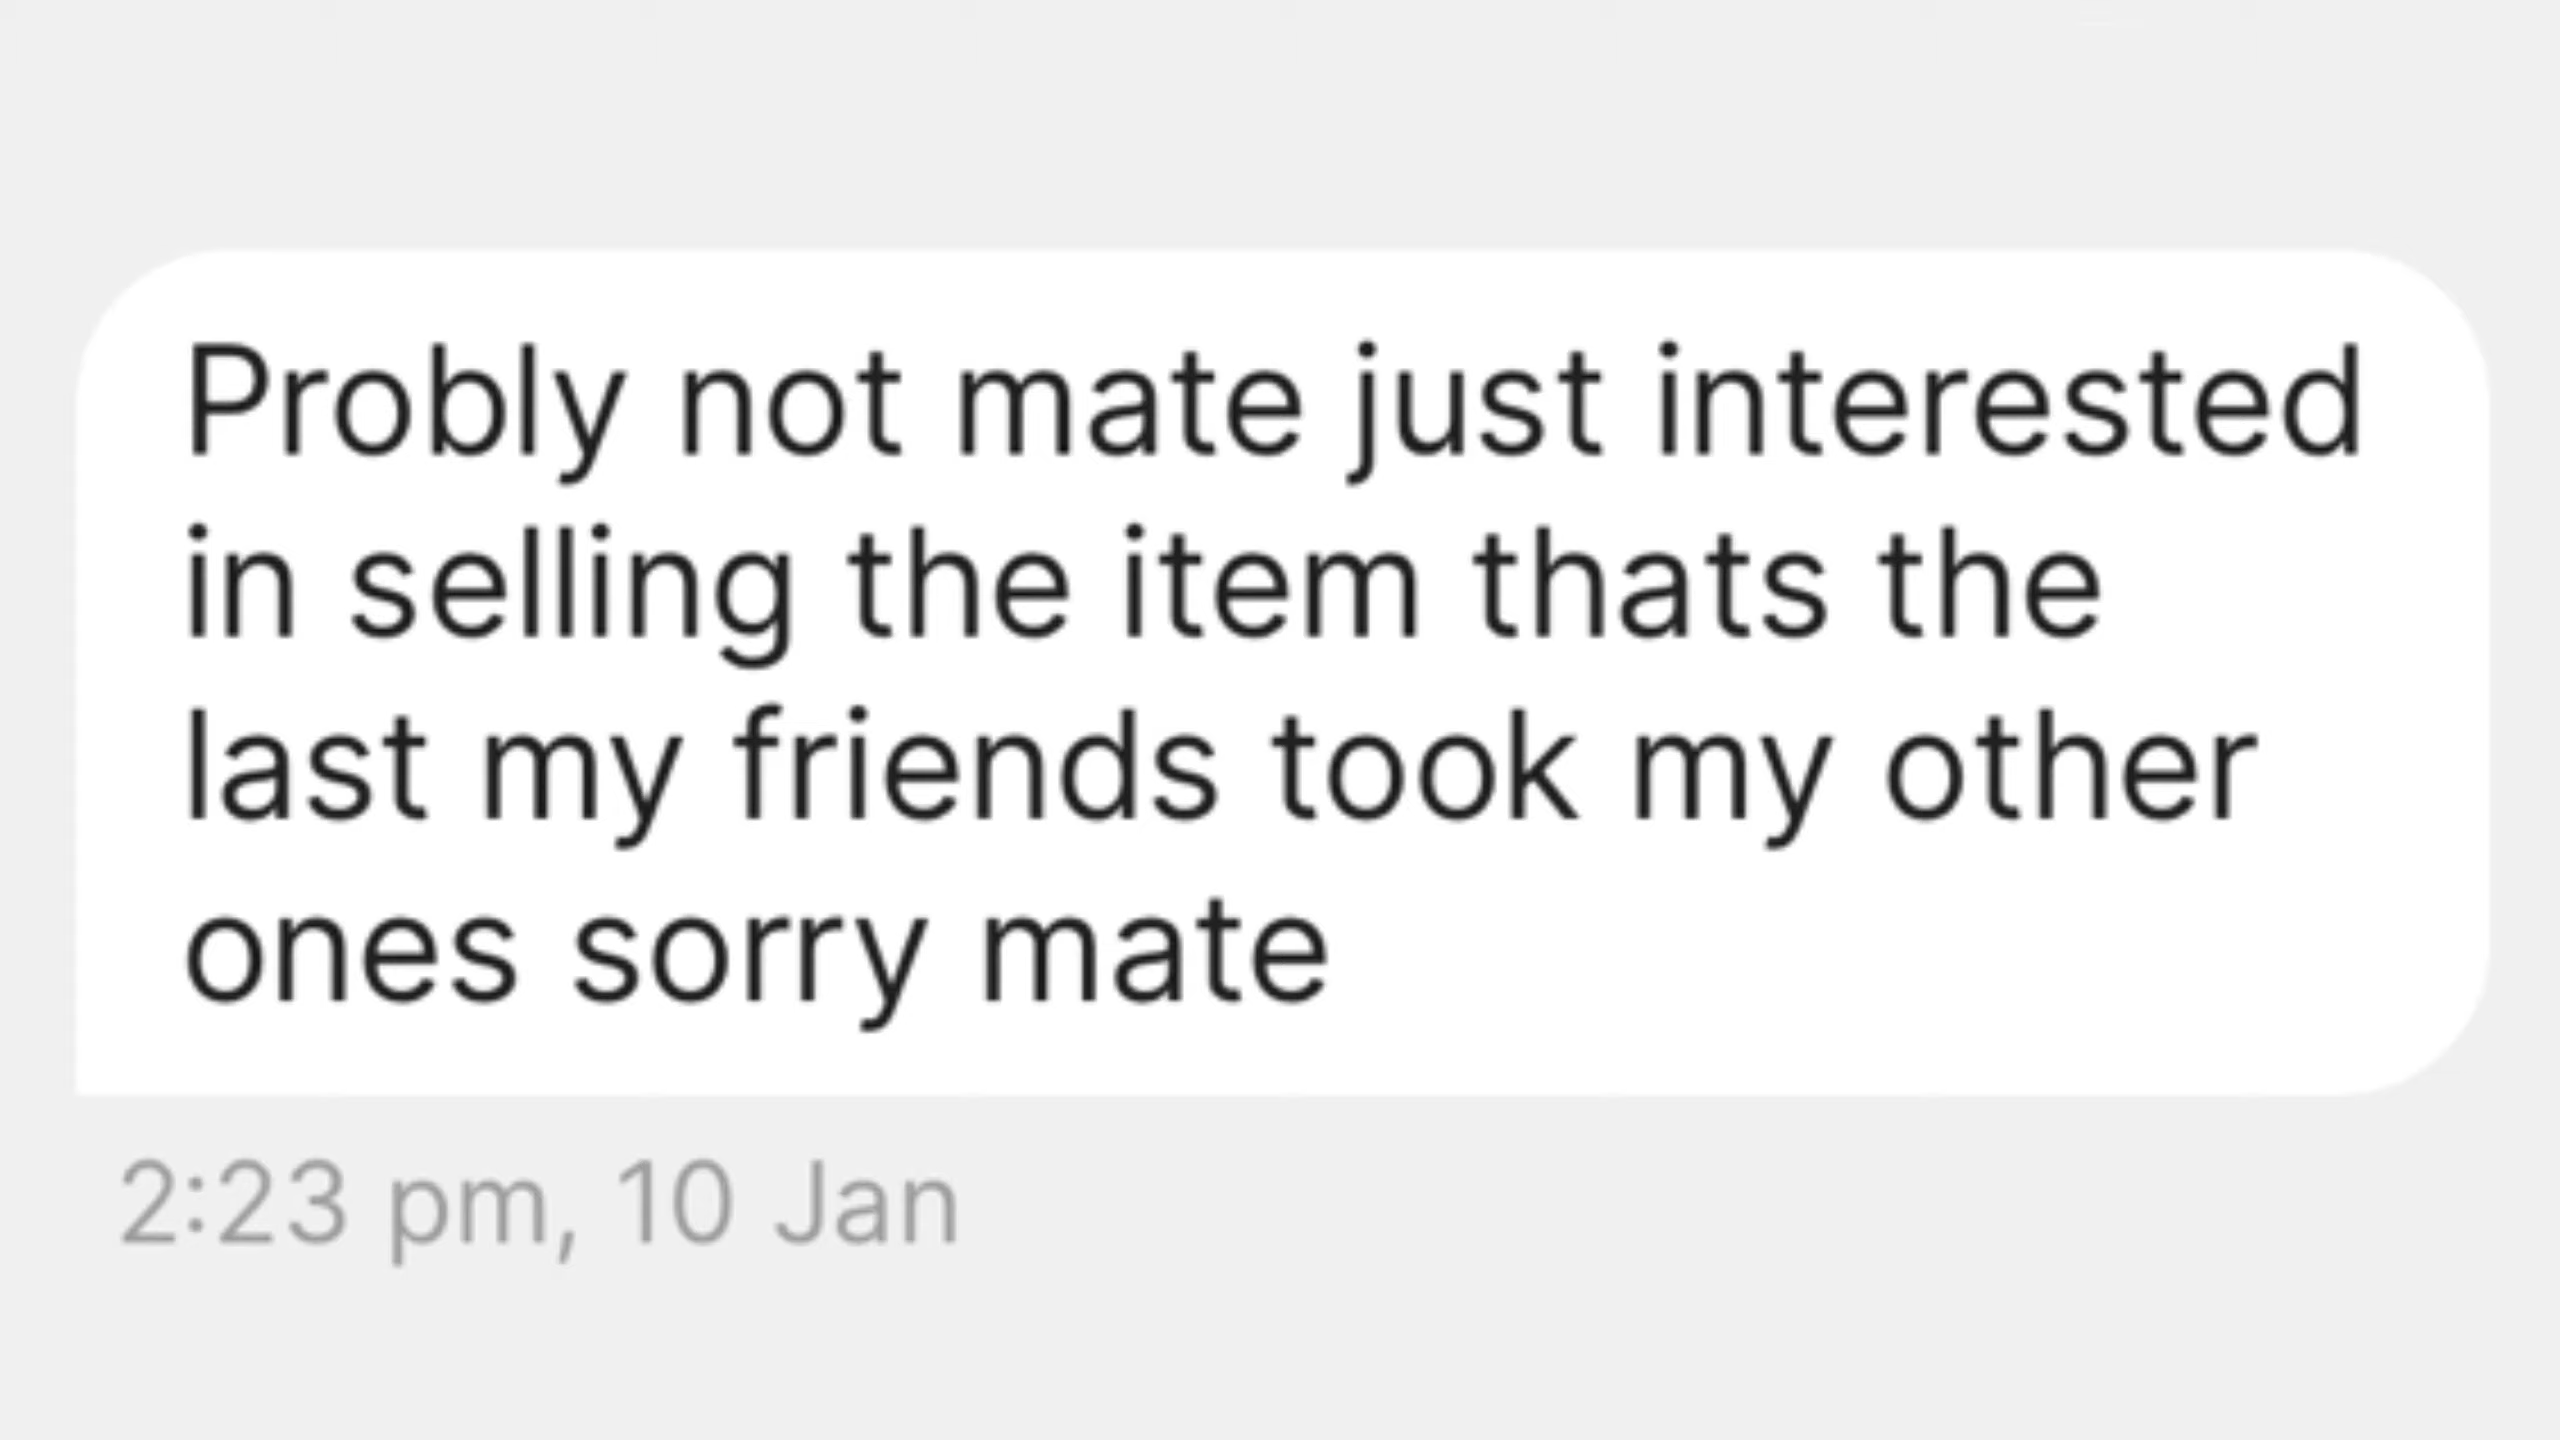 Probly not mate just interested
in selling the item thats the
last my friends took my other
ones sorry mate
2:23 pm, 10 Jan